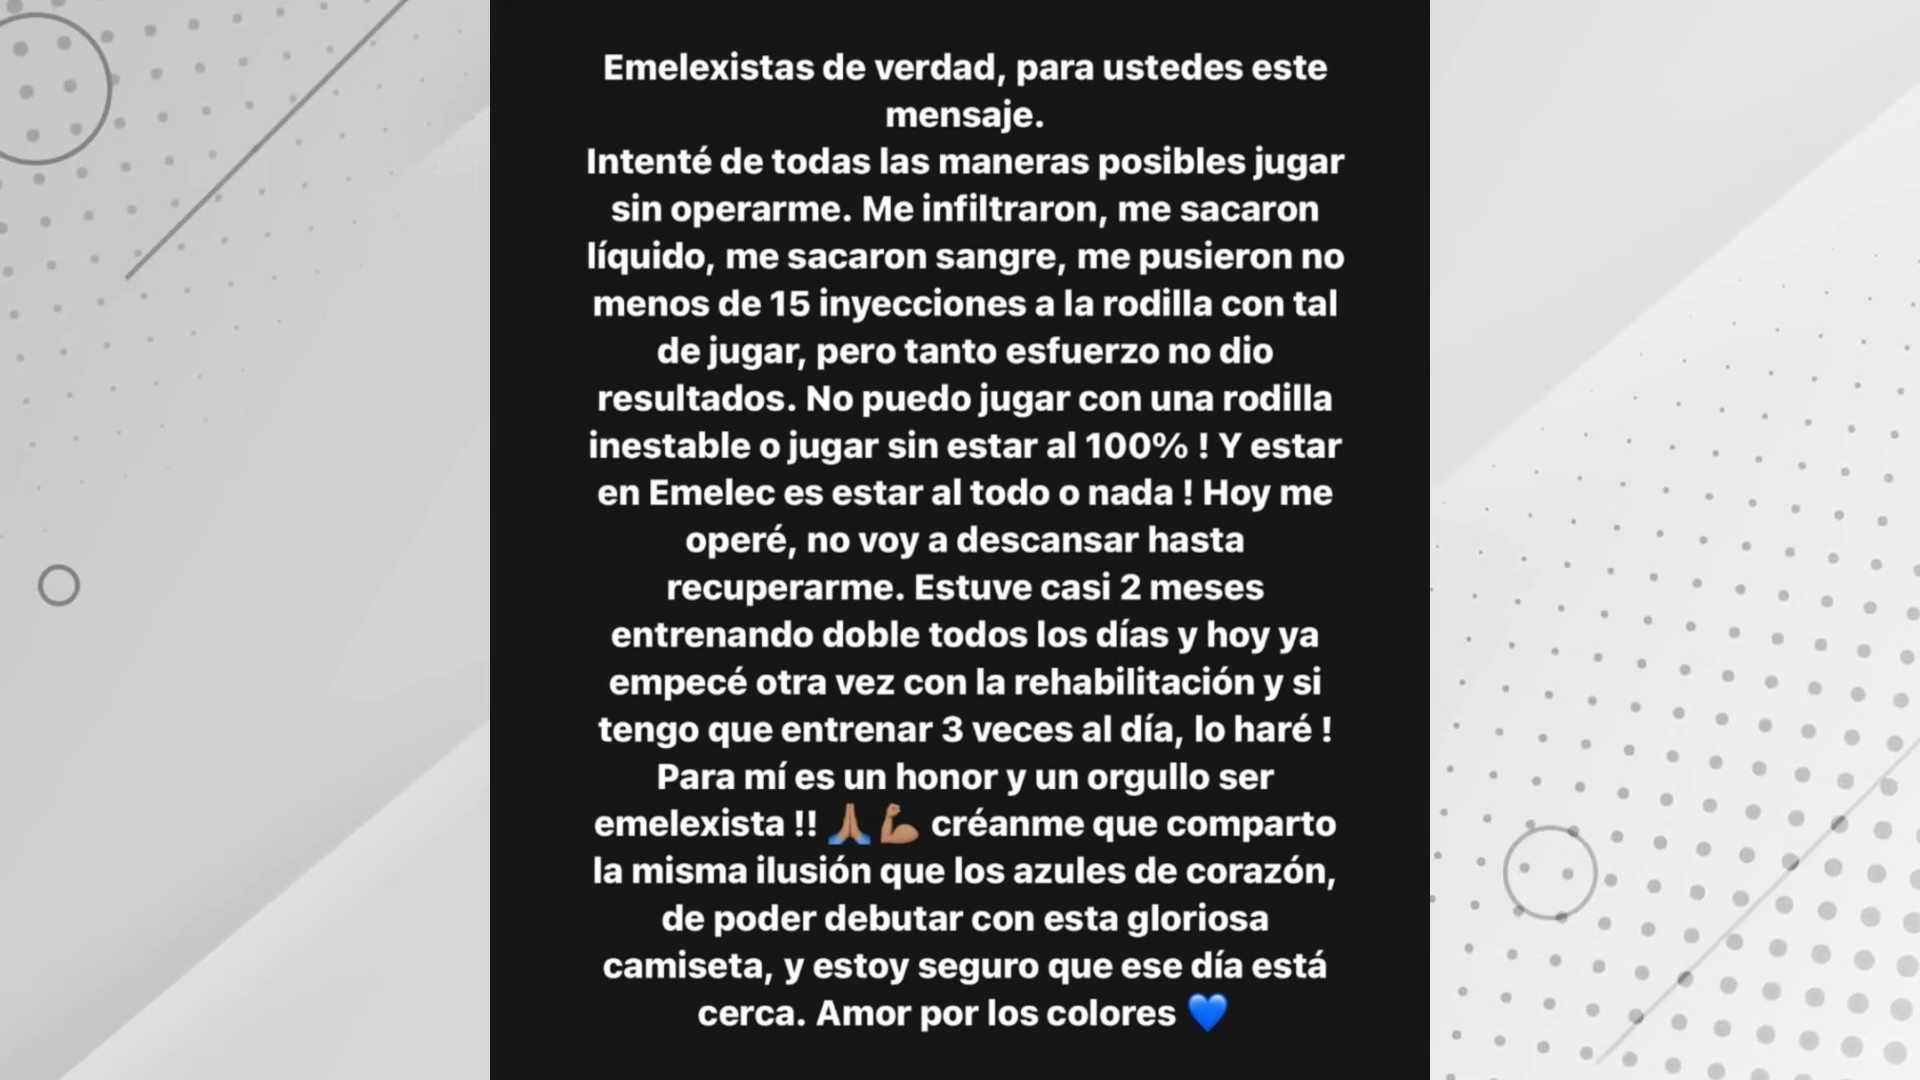 Emelexistas de verdad, para ustedes este
mensaje.
Intenté de todas las maneras posibles jugar
sin operarme. Me infiltraron, me sacaron
líquido, me sacaron sangre, me pusieron no
menos de 15 inyecciones a la rodilla con tal
de jugar, pero tanto esfuerzo no dio
resultados. No puedo jugar con una rodilla
inestable o jugar sin estar al 100% ! Y estar
en Emelec es estar al todo o nada ! Hoy me
operé, no voy a descansar hasta
recuperarme. Estuve casi 2 meses
entrenando doble todos los días y hoy ya
empecé otra vez con la rehabilitación y si
tengo que entrenar 3 veces al día, lo haré !
Para mí es un honor y un orgullo ser
emelexista !! 🙏🏽💪🏽 créanme que comparto
la misma ilusión que los azules de corazón,
de poder debutar con esta gloriosa
camiseta, y estoy seguro que ese día está
cerca. Amor por los colores 💙